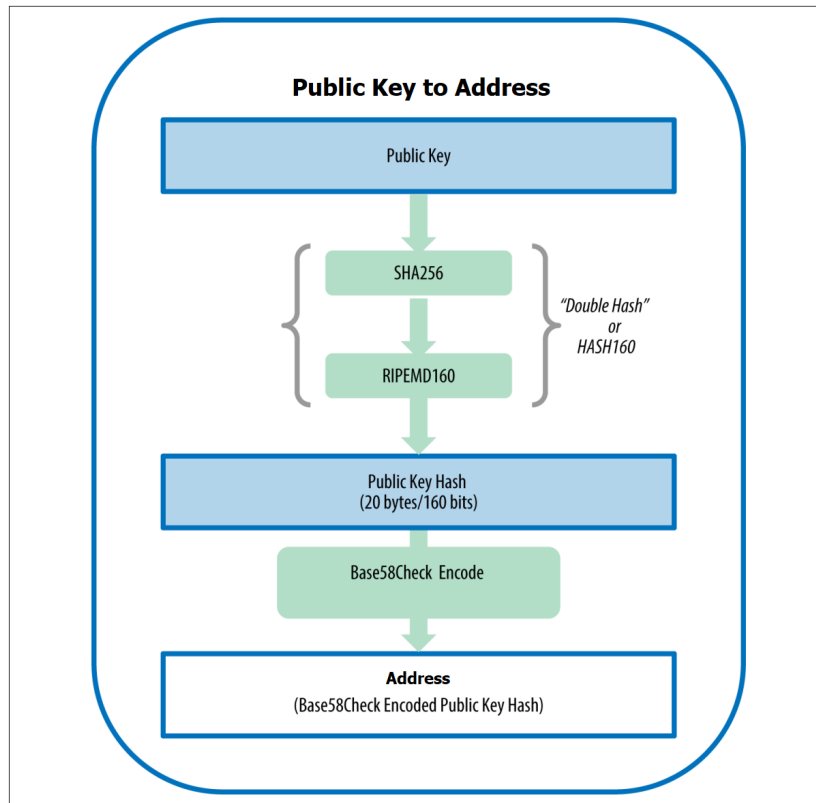 Public Key to Address
Public Key
SHA256
“Double Hash”
or
HASH160
RIPEMD160
Public Key Hash
(20 bytes/160 bits)
Base58Check Encode
Address
(Base58Check Encoded Public Key Hash)